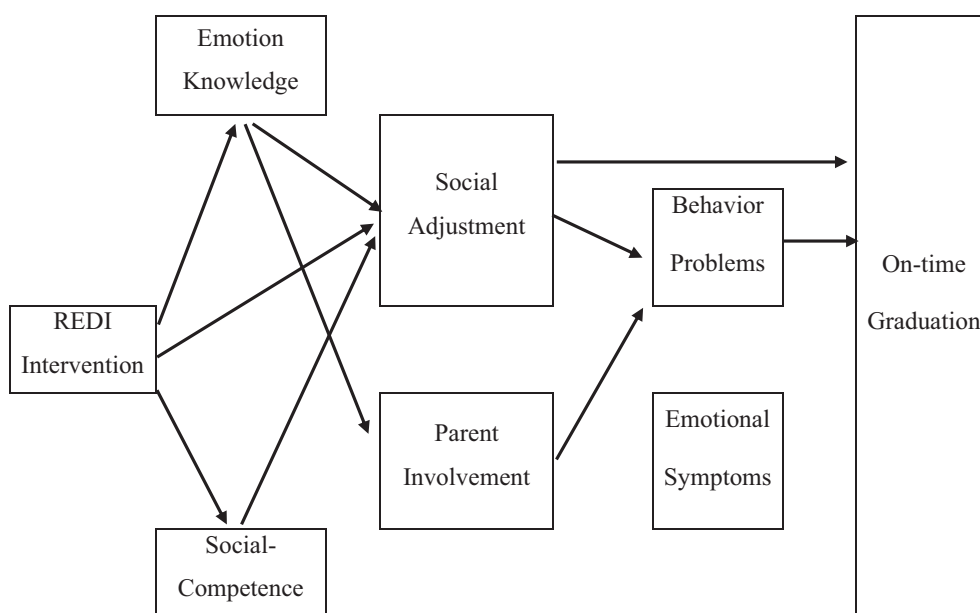 Emotion
Knowledge
Social
Adjustment
Behavior
Problems
On-time
Graduation
REDI
Intervention
Parent
Involvement
Emotional
Symptoms
Social-
Competence